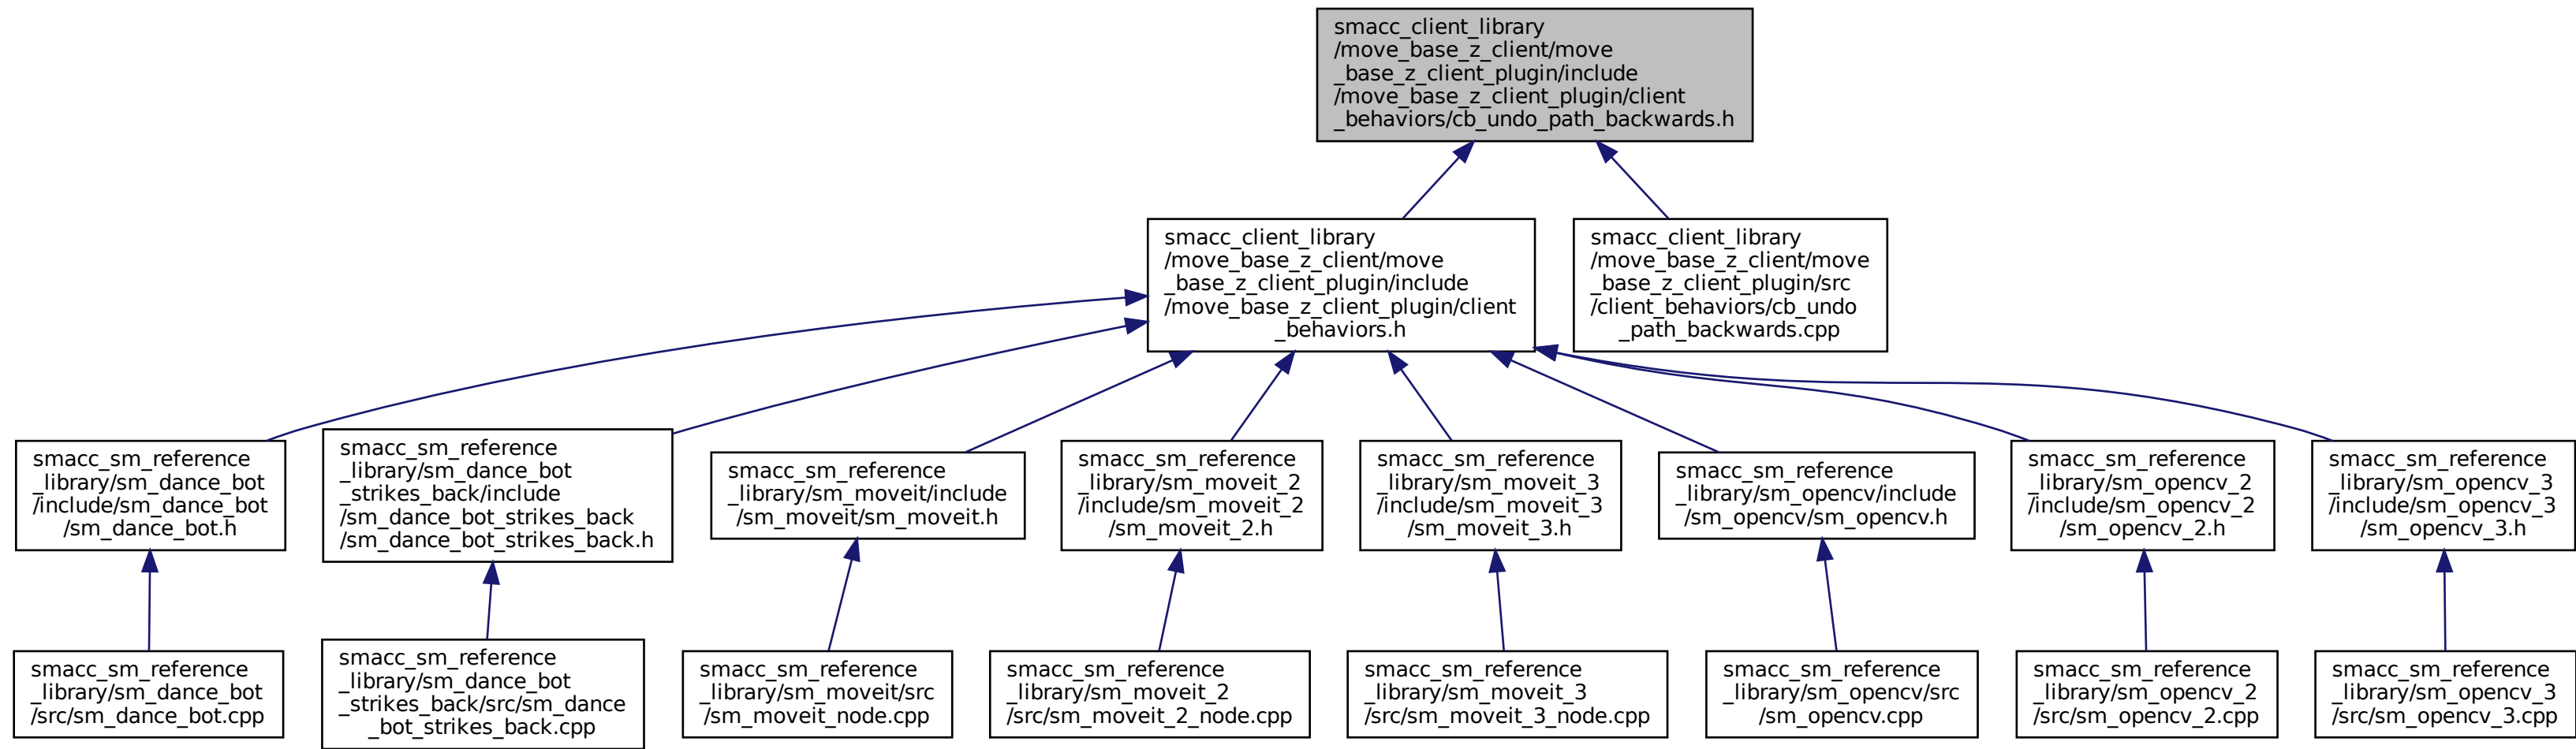 smacc_client_library
/move_base_z_client/move
_base_z_client_plugin/include
/move_base_z_client_plugin/client
_behaviors/cb_undo_path_backwards.h
smacc_client_library
/move_base_z_client/move
_base_z_client_plugin/include
/move_base_z_client_plugin/client
_behaviors.h
smacc_client_library
/move_base_z_client/move
_base_z_client_plugin/src
/client_behaviors/cb_undo
_path_backwards.cpp
smacc_sm_reference
_library/sm_dance_bot
/include/sm_dance_bot
/sm_dance_bot.h
smacc_sm_reference
_library/sm_dance_bot
_strikes_back/include
/sm_dance_bot_strikes_back
/sm_dance_bot_strikes_back.h
smacc_sm_reference
_library/sm_moveit/include
/sm_moveit/sm_moveit.h
smacc_sm_reference
_library/sm_moveit_2
/include/sm_moveit_2
/sm_moveit_2.h
smacc_sm_reference
_library/sm_moveit_3
/include/sm_moveit_3
/sm_moveit_3.h
smacc_sm_reference
_library/sm_opencv/include
/sm_opencv/sm_opencv.h
smacc_sm_reference
_library/sm_opencv_2
/include/sm_opencv_2
/sm_opencv_2.h
smacc_sm_reference
_library/sm_opencv_3
/include/sm_opencv_3
/sm_opencv_3.h
smacc_sm_reference
_library/sm_dance_bot
/src/sm_dance_bot.cpp
smacc_sm_reference
_library/sm_dance_bot
_strikes_back/src/sm_dance
_bot_strikes_back.cpp
smacc_sm_reference
_library/sm_moveit/src
/sm_moveit_node.cpp
smacc_sm_reference
_library/sm_moveit_2
/src/sm_moveit_2_node.cpp
smacc_sm_reference
_library/sm_moveit_3
/src/sm_moveit_3_node.cpp
smacc_sm_reference
_library/sm_opencv/src
/sm_opencv.cpp
smacc_sm_reference
_library/sm_opencv_2
/src/sm_opencv_2.cpp
smacc_sm_reference
_library/sm_opencv_3
/src/sm_opencv_3.cpp